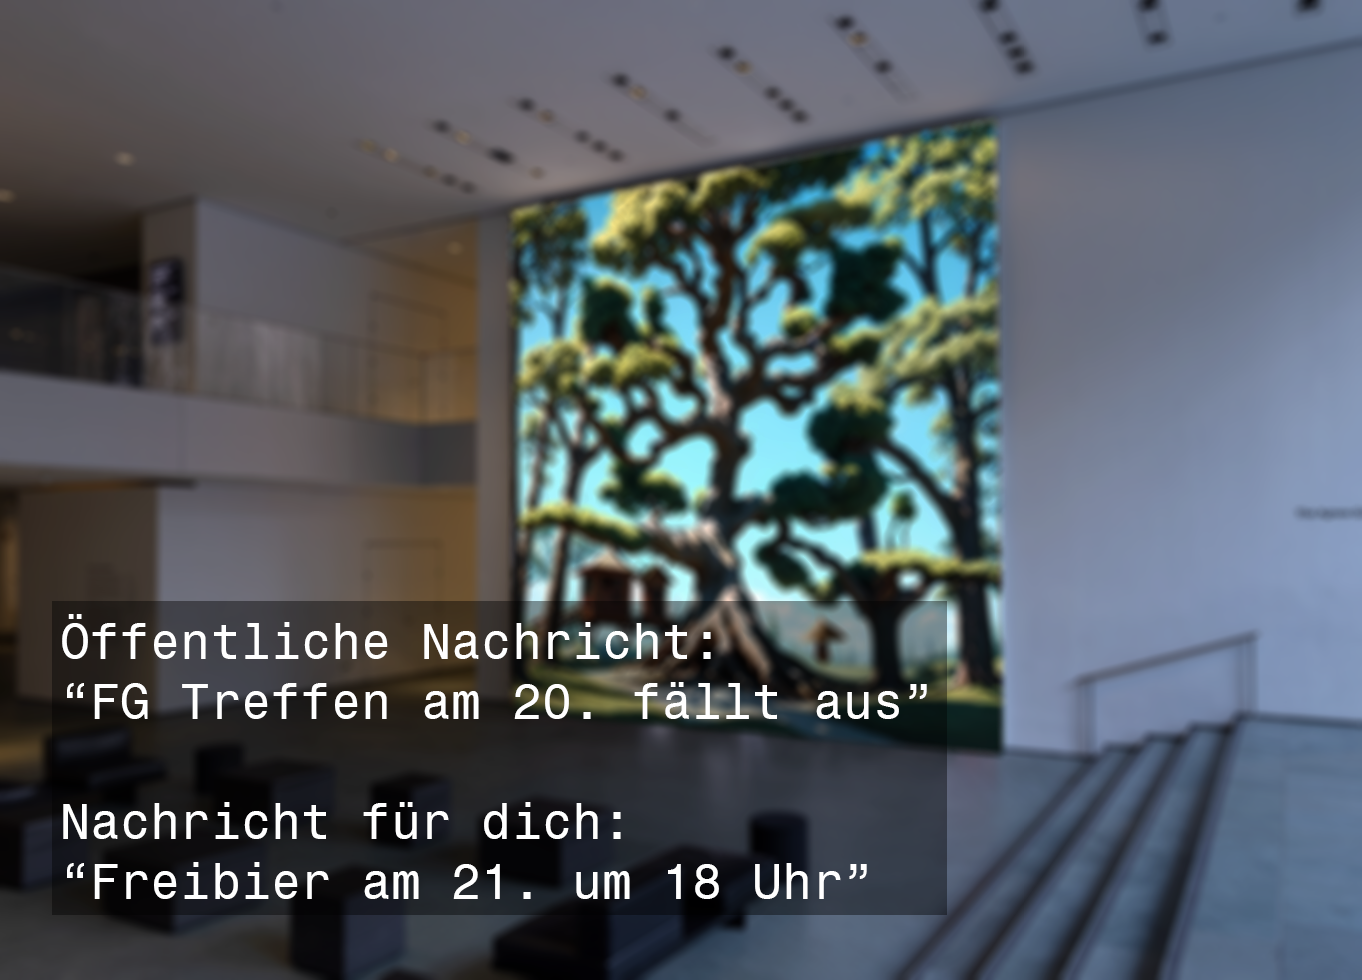 Öffentliche Nachricht:
“FG Treffen am 20. fällt aus”
Nachricht für dich:
“Freibier am 21. um 18 Uhr”